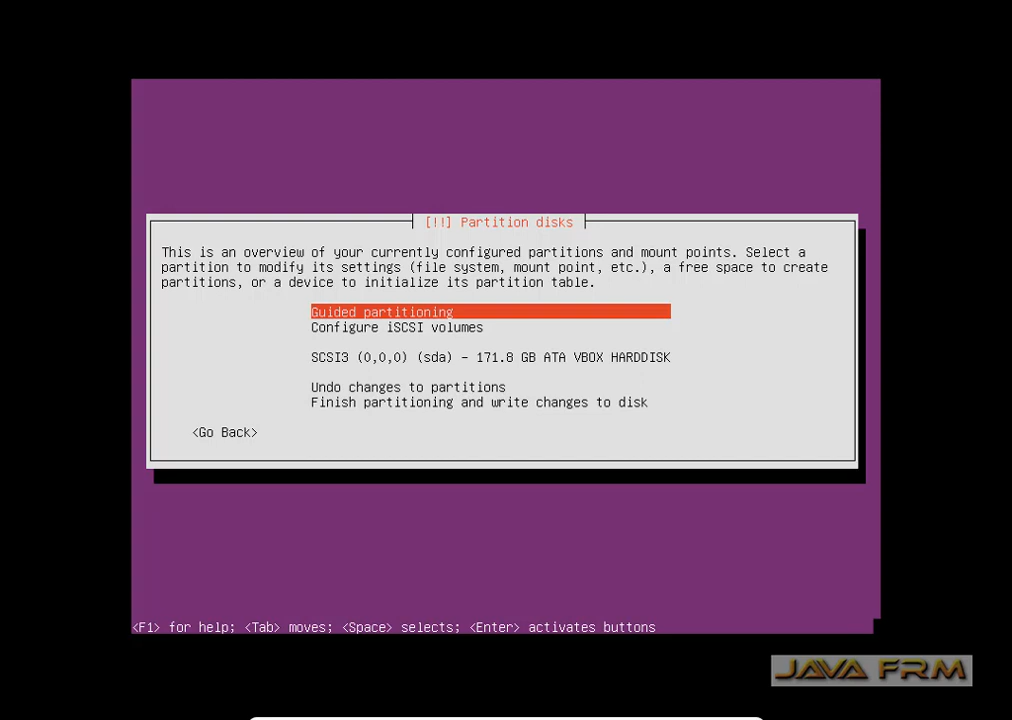 [!!] Partition disks
This is an overview of your currently configured partitions and mount points. Select a
partition to modify its settings (file system, mount point, etc.), a free space to create
partitions, or a device to initialize its partition table.
Guided partitioning
Configure iSCSI volumes
SCSI3 (0,0,0) (sda) – 171.8 GB ATA VBOX HARDDISK
Undo changes to partitions
Finish partitioning and write changes to disk
<Go Back>
<F1> for help; <Tab> moves; <Space> selects; <Enter> activates buttons
JAVA FRM